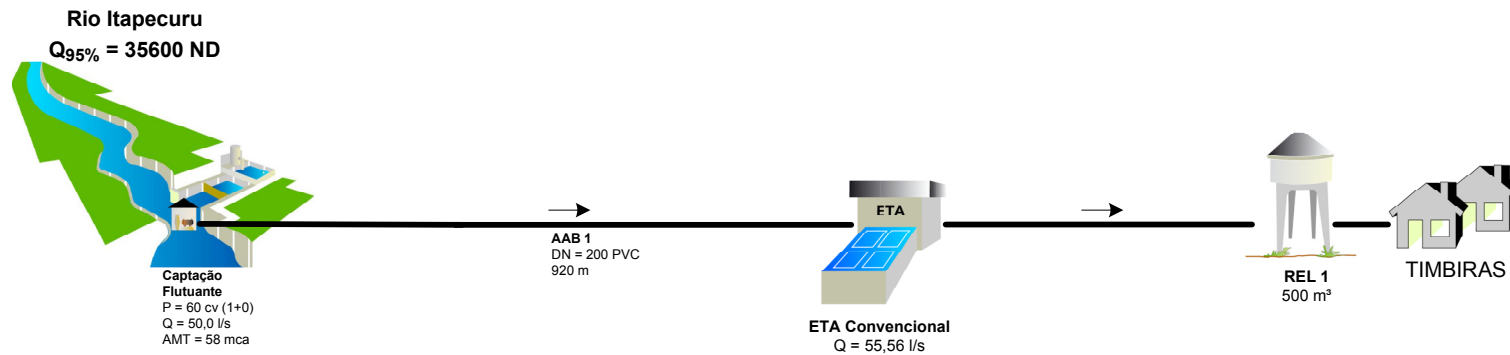 Rio Itapecuru
Q95% = 35600 ND
Captação
Flutuante
P = 60 cv (1+0)
Q = 50,0 l/s
AMT = 58 mca
AAB 1
DN = 200 PVC
920 m
ETA
ETA Convencional
Q = 55,56 l/s
REL 1
500 m³
TIMBIRAS